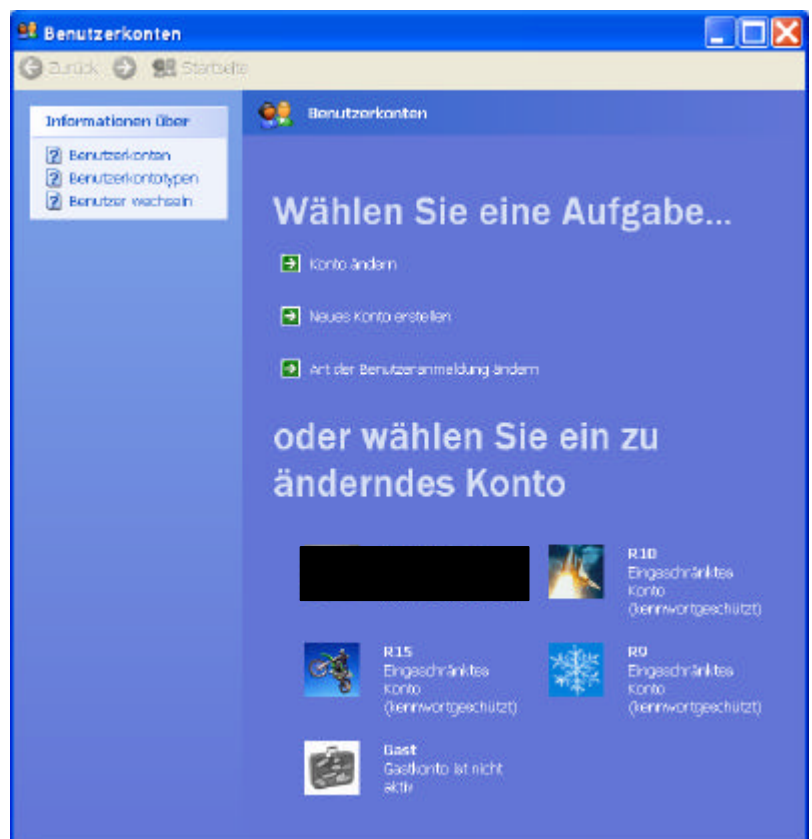 Benutzerkonten
Zurück Startseite
Informationen über
Benutzerkonten
Benutzerkontotypen
Benutzer wechseln
Benutzerkonten
Wählen Sie eine Aufgabe...
Konto ändern
Neues Konto erstellen
Art der Benutzeranmeldung ändern
oder wählen Sie ein zu
änderndes Konto
R10
Eingeschränktes
Konto
(kennwortgeschützt)
R15
Eingeschränktes
Konto
(kennwortgeschützt)
R9
Eingeschränktes
Konto
(kennwortgeschützt)
Gast
Gastkonto ist nicht
aktiv